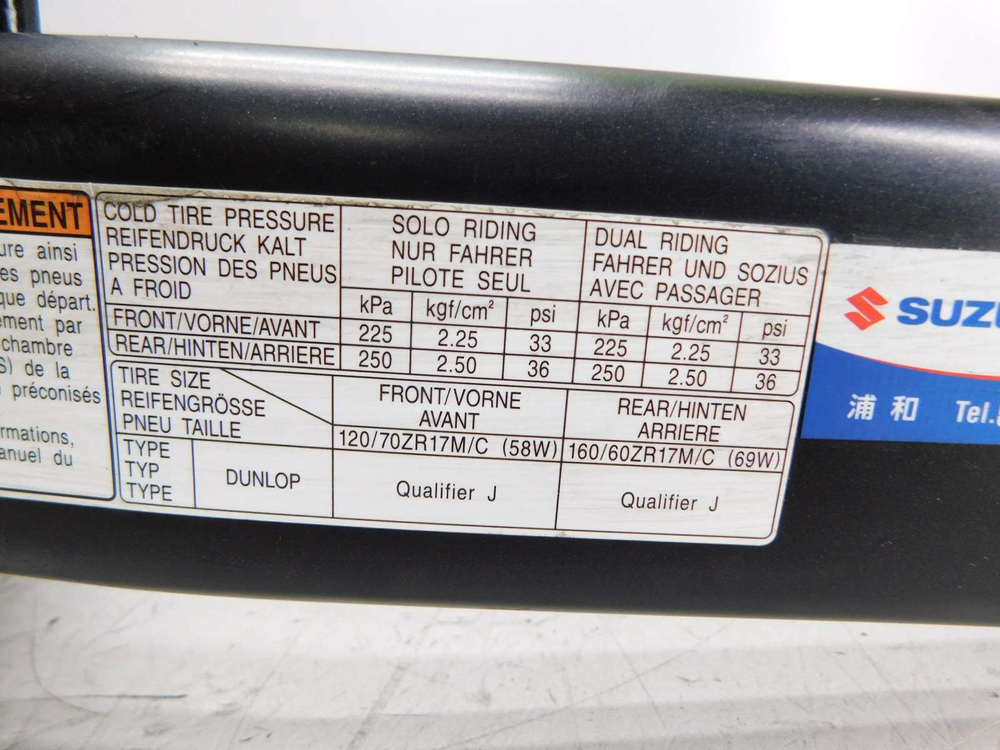 EMENT
ure ainsi
es pneus
que départ.
ement par
chambre
S) de la
préconisés
rmations,
anuel du
COLD TIRE PRESSURE
REIFENDRUCK KALT
PRESSION DES PNEUS
A FROID
SOLO RIDING
NUR FAHRER
PILOTE SEUL
DUAL RIDING
FAHRER UND SOZIUS
AVEC PASSAGER
kPa kgf/cm² psi kPa kgf/cm² psi
FRONT/VORNE/AVANT 225 2.25 33 225 2.25 33
REAR/HINTEN/ARRIERE 250 2.50 36 250 2.50 36
TIRE SIZE
REIFENGRÖSSE
PNEU TAILLE
FRONT/VORNE
AVANT
REAR/HINTEN
ARRIERE
120/70ZR17M/C (58W) 160/60ZR17M/C (69W)
TYPE
TYP
TYPE
DUNLOP
Qualifier J
Qualifier J
SUZU
浦和 Tel.